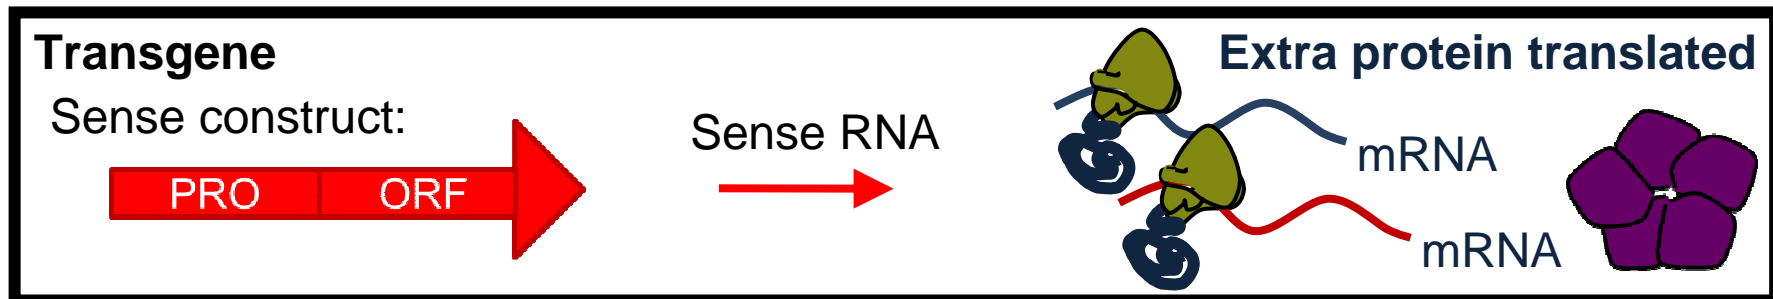 Transgene
Sense construct:
PRO ORF
Sense RNA
Extra protein translated
mRNA
mRNA